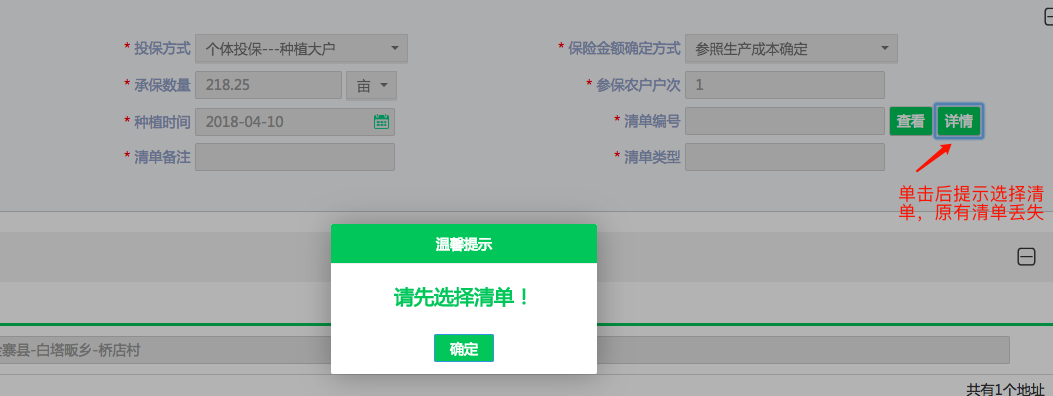 * 投保方式 个体投保---种植大户 * 保险金额确定方式 参照生产成本确定
* 承保数量 218.25 亩 * 参保农户户次 1
* 种植时间 2018-04-10 * 清单编号 查看 详情
* 清单备注 * 清单类型
单击后提示选择清
单，原有清单丢失
温馨提示
请先选择清单！
确定
寨县-白塔畈乡-桥店村
共有1个地址